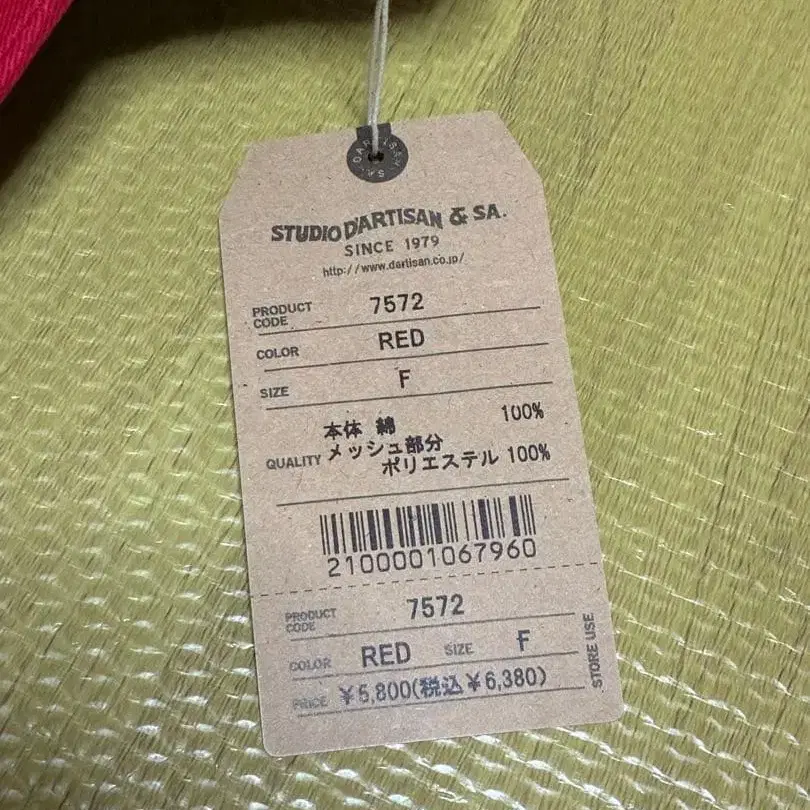 DARTISAN SA.
STUDIO D'ARTISAN & SA.
SINCE 1979
http://www.dartisan.co.jp/
PRODUCT CODE 7572
COLOR RED
SIZE F
QUALITY 本体 綿 100%
メッシュ部分
ポリエステル 100%
2100001067960
PRODUCT CODE 7572
COLOR RED SIZE F
PRICE ¥5,800(税込¥6,380)
STORE USE